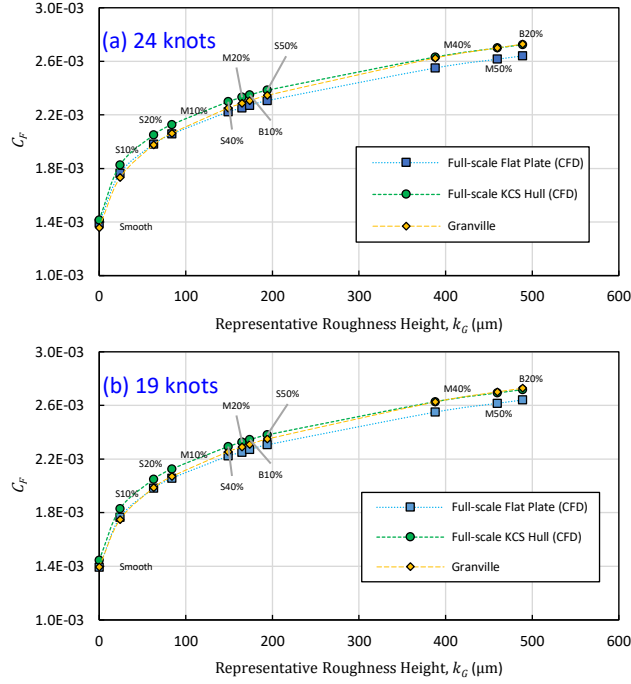 3.0E-03
(a) 24 knots
S50%
B20%
M20%
M40%
2.6E-03
M50%
S20%
M10%
2.2E-03
S10%
B10%
S40%
C_F
1.8E-03
Full-scale Flat Plate (CFD)
Full-scale KCS Hull (CFD)
1.4E-03
Smooth
Granville
1.0E-03
0 100 200 300 400 500 600
Representative Roughness Height, k_G (μm)
3.0E-03
(b) 19 knots
S50%
B20%
M20%
M40%
2.6E-03
M50%
S20%
M10%
2.2E-03
S10%
B10%
S40%
C_F
1.8E-03
Full-scale Flat Plate (CFD)
Full-scale KCS Hull (CFD)
1.4E-03
Smooth
Granville
1.0E-03
0 100 200 300 400 500 600
Representative Roughness Height, k_G (μm)